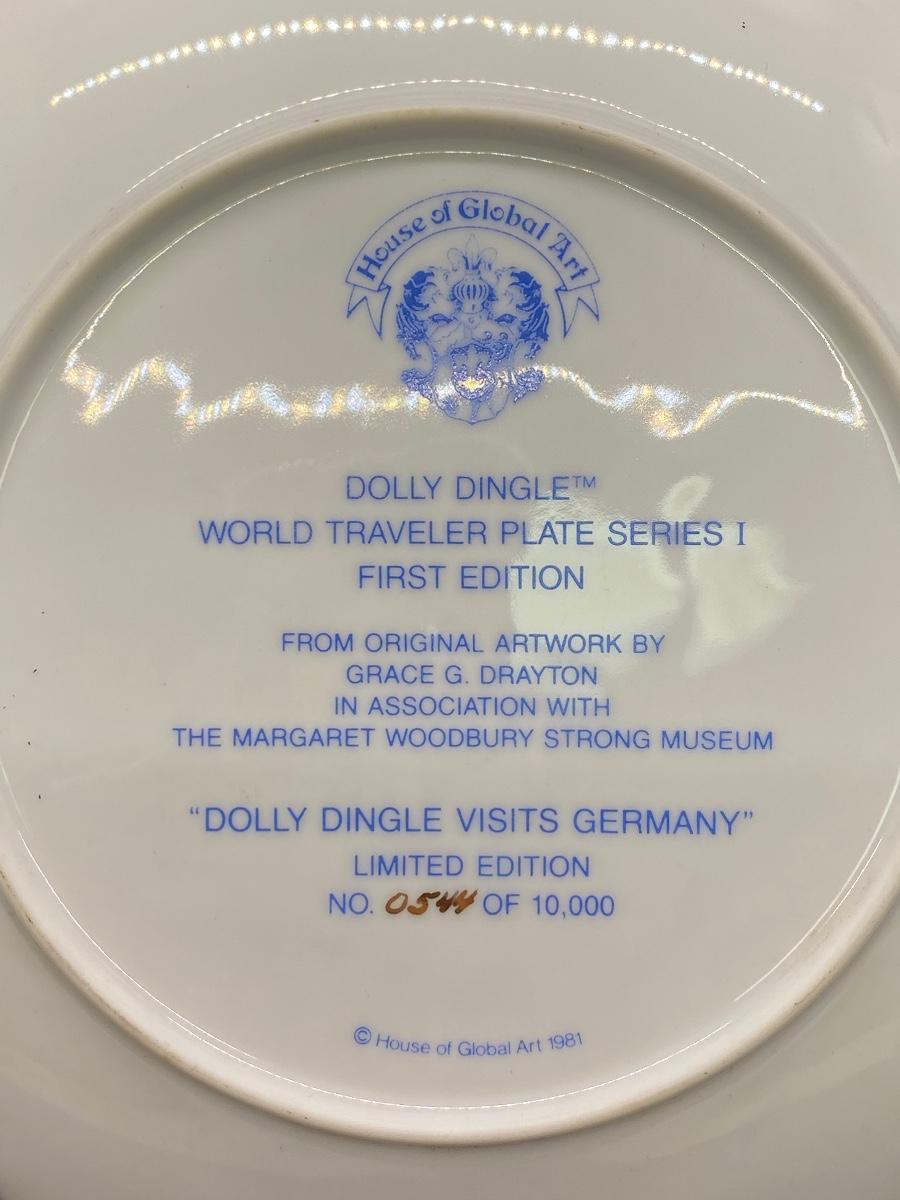 House of Global Art
DOLLY DINGLE™
WORLD TRAVELER PLATE SERIES I
FIRST EDITION
FROM ORIGINAL ARTWORK BY
GRACE G. DRAYTON
IN ASSOCIATION WITH
THE MARGARET WOODBURY STRONG MUSEUM
“DOLLY DINGLE VISITS GERMANY”
LIMITED EDITION
NO. 0544 OF 10,000
© House of Global Art 1981